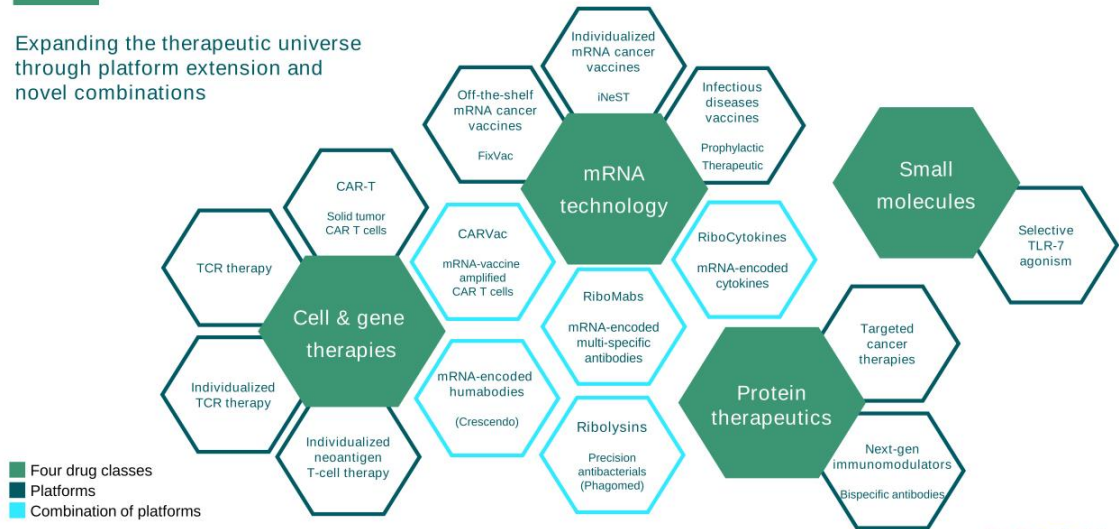 Expanding the therapeutic universe
through platform extension and
novel combinations
Individualized
mRNA cancer
vaccines
iNeST
Off-the-shelf
mRNA cancer
vaccines
FixVac
Infectious
diseases
vaccines
Prophylactic
Therapeutic
mRNA
technology
Small
molecules
Selective
TLR-7
agonism
CAR-T
Solid tumor
CAR T cells
TCR therapy
CARVac
mRNA-vaccine
amplified
CAR T cells
RiboCytokines
mRNA-encoded
cytokines
RiboMabs
mRNA-encoded
multi-specific
antibodies
Cell & gene
therapies
Targeted
cancer
therapies
Individualized
TCR therapy
mRNA-encoded
humabodies
(Crescendo)
Protein
therapeutics
Individualized
neoantigen
T-cell therapy
Ribolysins
Precision
antibacterials
(Phagomed)
Next-gen
immunomodulators
Bispecific antibodies
Four drug classes
Platforms
Combination of platforms